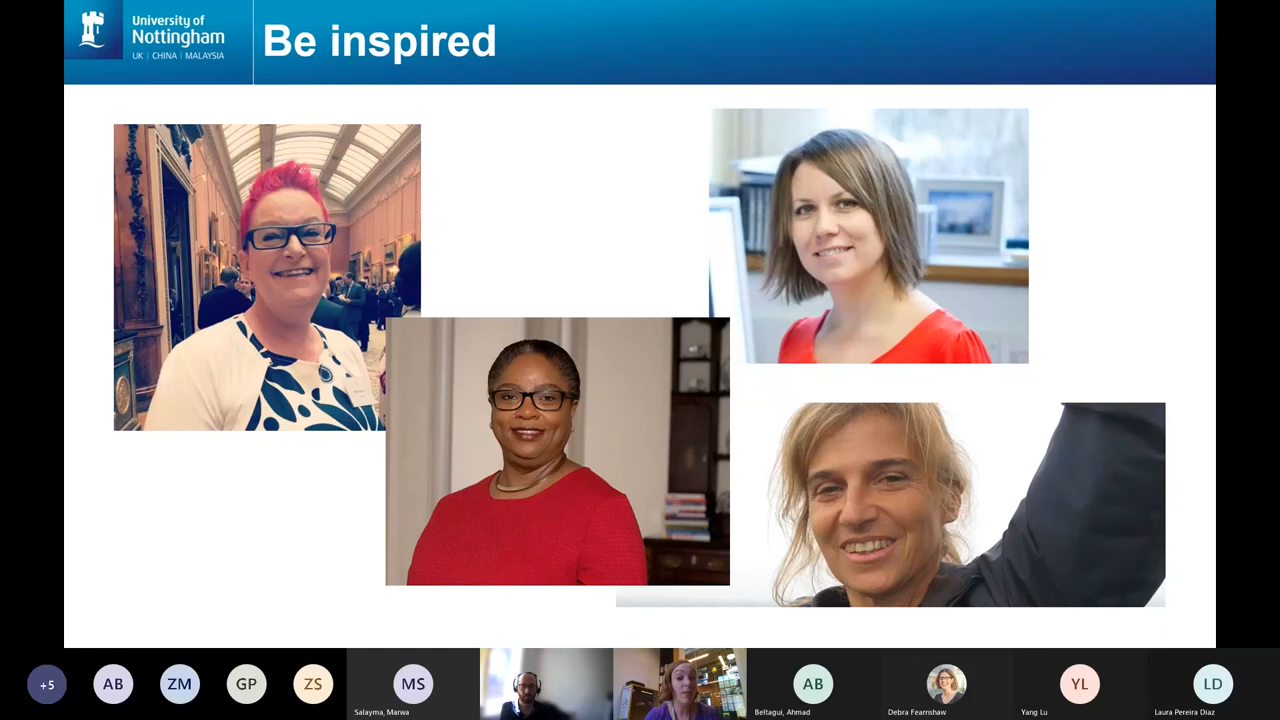 University of
Nottingham
UK | CHINA | MALAYSIA
Be inspired
+5
AB
ZM
GP
ZS
MS
Salayma, Marwa
AB
Beltagui, Ahmad
Debra Fearnshaw
YL
Yang Lu
LD
Laura Pereira Diaz